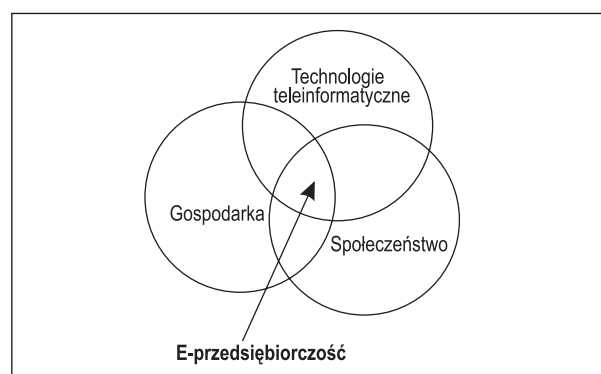 Technologie
teleinformatyczne
Gospodarka
Społeczeństwo
E-przedsiębiorczość